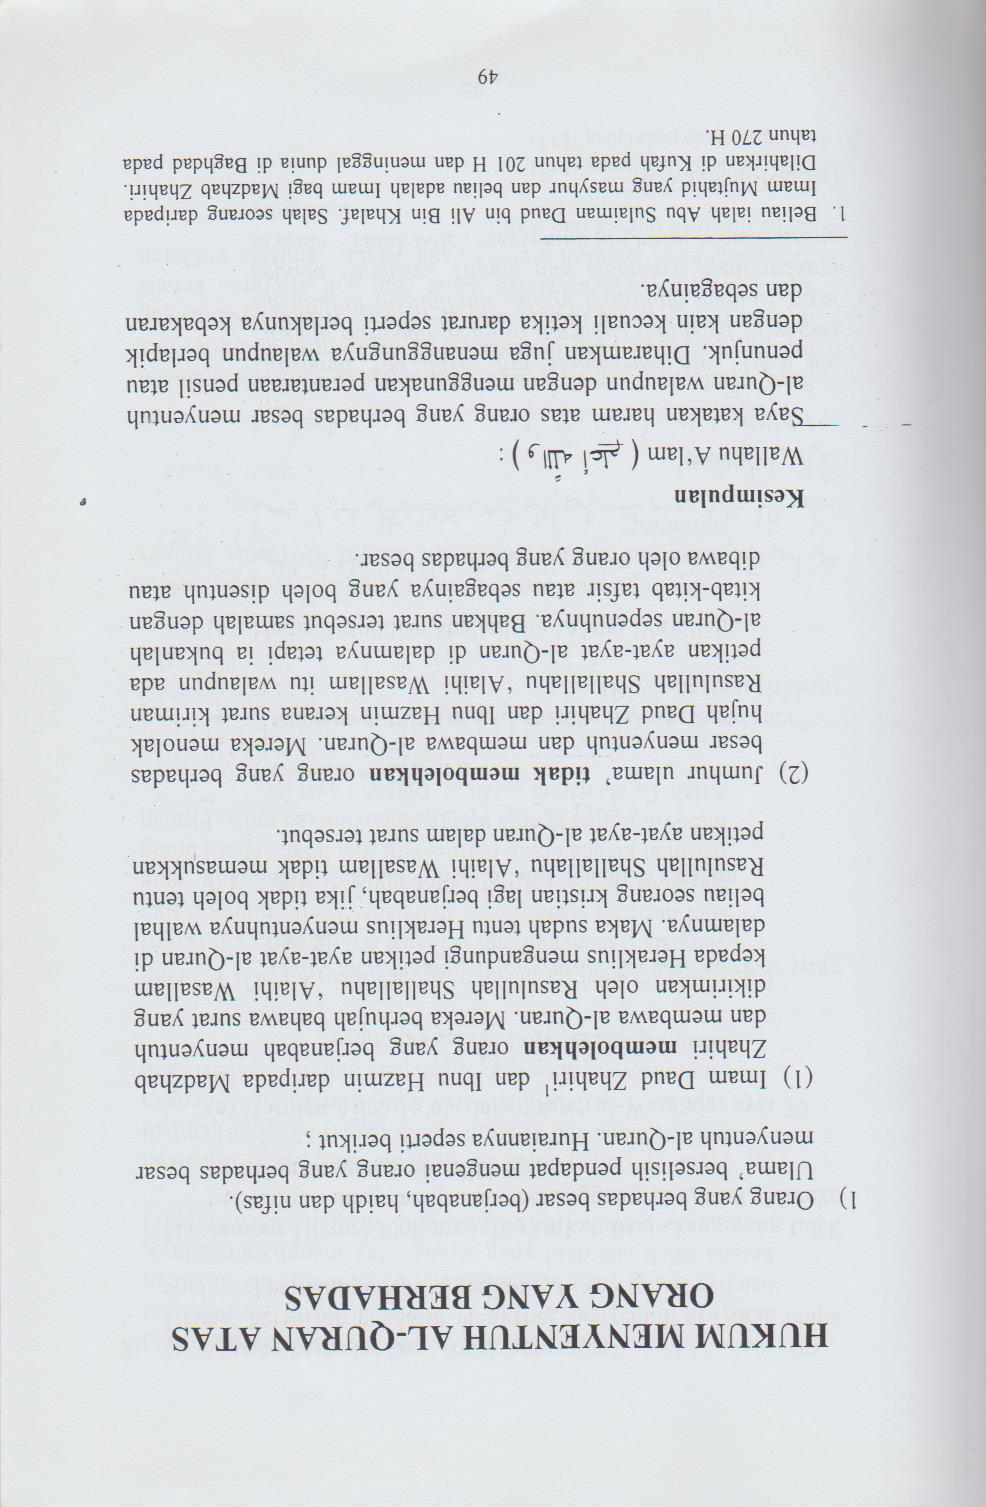 HUKUM MENYENTUH AL-QURAN ATAS
ORANG YANG BERHADAS
1) Orang yang berhadas besar (berjanabah, haidh dan nifas).
Ulama’ berselisih pendapat mengenai orang yang berhadas besar
menyentuh al-Quran. Huraiannya seperti berikut ;
(1) Imam Daud Zhahiri¹ dan Ibnu Hazmin daripada Madzhab
Zhahiri membolehkan orang yang berjanabah menyentuh
dan membawa al-Quran. Mereka berhujah bahawa surat yang
dikirimkan oleh Rasulullah Shallallahu ‘Alaihi Wasallam
kepada Heraklius mengandungi petikan ayat-ayat al-Quran di
dalamnya. Maka sudah tentu Heraklius menyentuhnya walhal
beliau seorang kristian lagi berjanabah, jika tidak boleh tentu
Rasulullah Shallallahu ‘Alaihi Wasallam tidak memasukkan
petikan ayat-ayat al-Quran dalam surat tersebut.
(2) Jumhur ulama’ tidak membolehkan orang yang berhadas
besar menyentuh dan membawa al-Quran. Mereka menolak
hujah Daud Zhahiri dan Ibnu Hazmin kerana surat kiriman
Rasulullah Shallallahu ‘Alaihi Wasallam itu walaupun ada
petikan ayat-ayat al-Quran di dalamnya tetapi ia bukanlah
al-Quran sepenuhnya. Bahkan surat tersebut samalah dengan
kitab-kitab tafsir atau sebagainya yang boleh disentuh atau
dibawa oleh orang yang berhadas besar.
Kesimpulan
Wallahu A‘lam ( واللَّه أعلم ) :
Saya katakan haram atas orang yang berhadas besar menyentuh
al-Quran walaupun dengan menggunakan perantaraan pensil atau
penunjuk. Diharamkan juga menanggungnya walaupun berlapik
dengan kain kecuali ketika darurat seperti berlakunya kebakaran
dan sebagainya.
1. Beliau ialah Abu Sulaiman Daud bin Ali Bin Khalaf. Salah seorang daripada
Imam Mujtahid yang masyhur dan beliau adalah Imam bagi Madzhab Zhahiri.
Dilahirkan di Kufah pada tahun 201 H dan meninggal dunia di Baghdad pada
tahun 270 H.
49